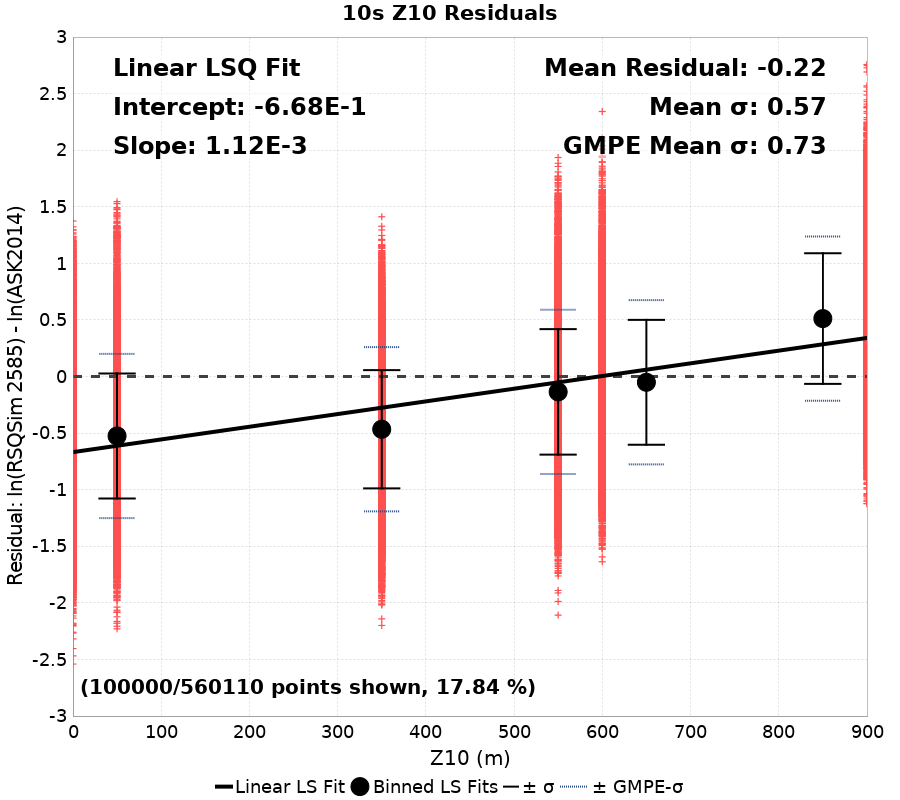 10s Z10 Residuals
Linear LSQ Fit
Intercept: -6.68E-1
Slope: 1.12E-3
Mean Residual: -0.22
Mean σ: 0.57
GMPE Mean σ: 0.73
Residual: ln(RSQSim 2585) - ln(ASK2014)
3
2.5
2
1.5
1
0.5
0
-0.5
-1
-1.5
-2
-2.5
-3
(100000/560110 points shown, 17.84 %)
0 100 200 300 400 500 600 700 800 900
Z10 (m)
Linear LS Fit Binned LS Fits ± σ ± GMPE-σ